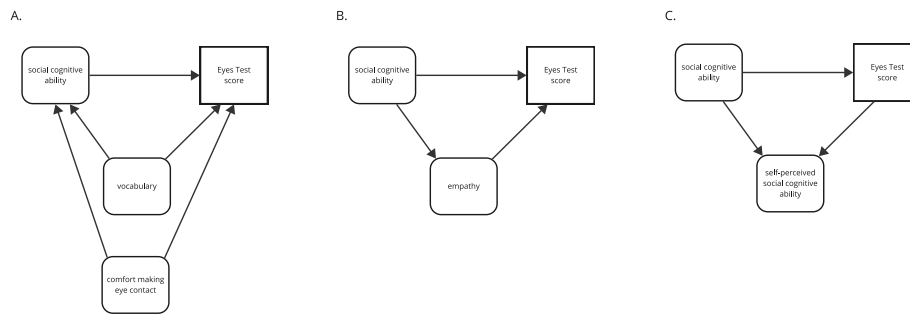 A.
social cognitive
ability
Eyes Test
score
vocabulary
comfort making
eye contact
B.
social cognitive
ability
Eyes Test
score
empathy
C.
social cognitive
ability
Eyes Test
score
self-perceived
social cognitive
ability